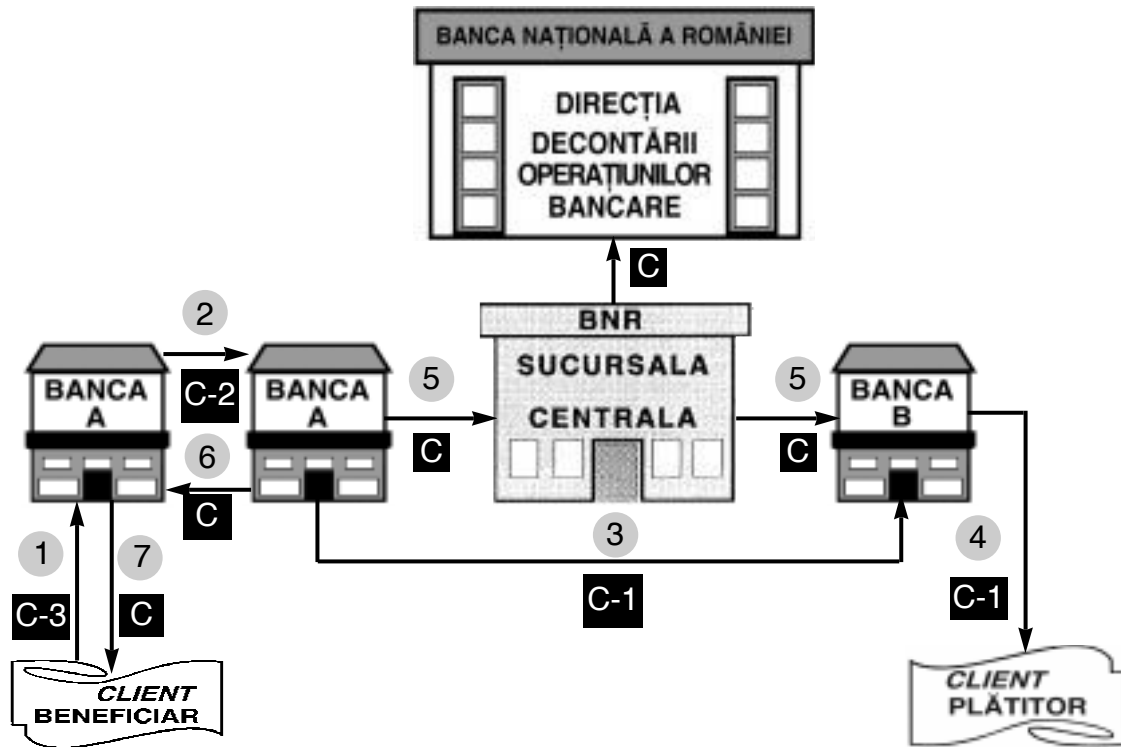 BANCA NAȚIONALĂ A ROMÂNIEI
DIRECȚIA
DECONTĂRII
OPERAȚIUNILOR
BANCARE
C
BNR
SUCURSALA
CENTRALA
2
C-2
BANCA
A
6
C
BANCA
A
5
C
5
C
BANCA
B
3
C-1
1
C-3
7
C
4
C-1
CLIENT
BENEFICIAR
CLIENT
PLĂTITOR